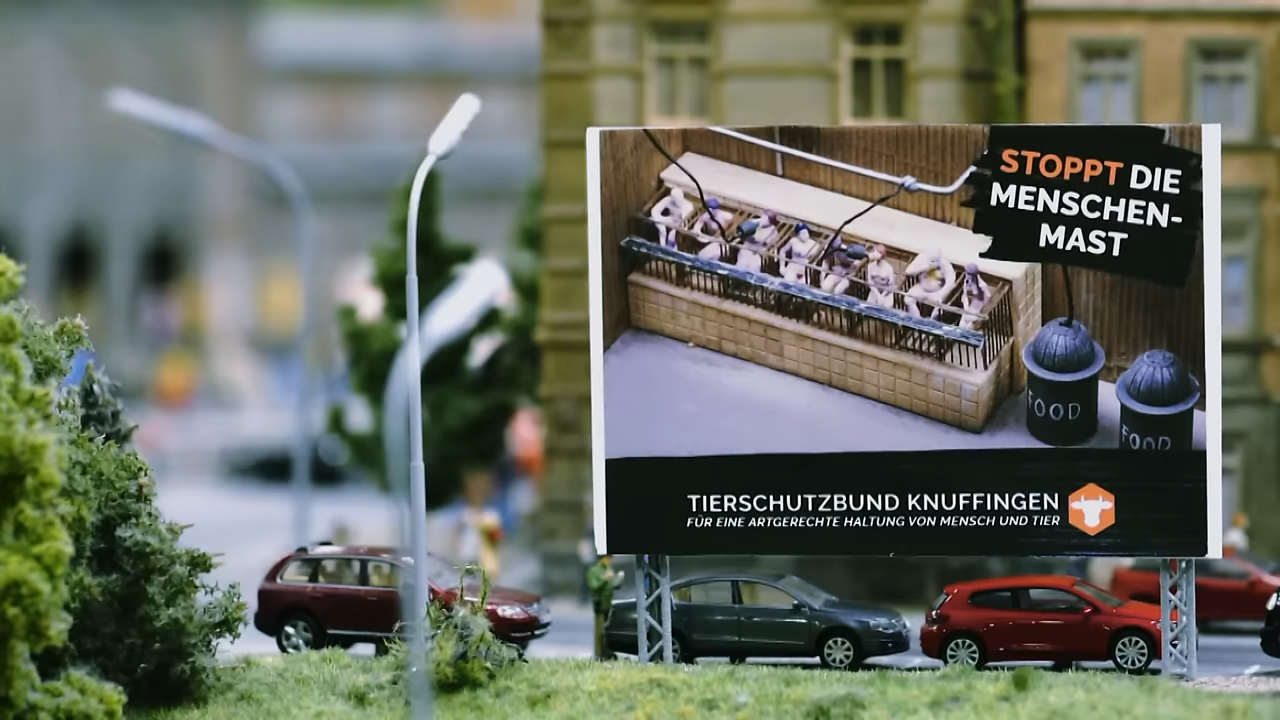 STOPPT DIE
MENSCHEN-
MAST
FOOD
FOOD
TIERSCHUTZBUND KNUFFINGEN
FÜR EINE ARTGERECHTE HALTUNG VON MENSCH UND TIER